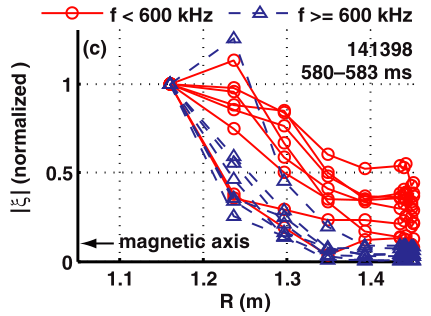 f < 600 kHz f >= 600 kHz
(c) 141398
580–583 ms
1
0.5
0
|ξ| (normalized )
magnetic axis
1.1 1.2 1.3 1.4
R (m)